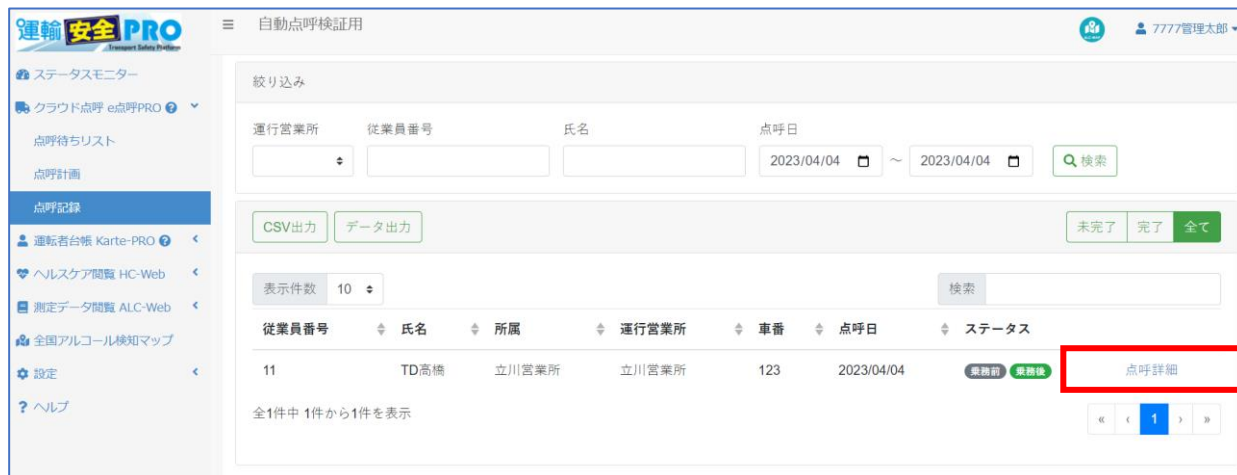 運輸安全PRO
Transport Safety Platform
自動点呼検証用
7777管理太郎
ステータスモニター
クラウド点呼 e点呼PRO
点呼待ちリスト
点呼計画
点呼記録
運転者台帳 Karte-PRO
ヘルスケア閲覧 HC-Web
測定データ閲覧 ALC-Web
全国アルコール検知マップ
設定
? ヘルプ
絞り込み
運行営業所 従業員番号 氏名 点呼日
2023/04/04 ~ 2023/04/04 検索
CSV出力 データ出力 未完了 完了 全て
表示件数 10 検索
従業員番号 氏名 所属 運行営業所 車番 点呼日 ステータス
11 TD高橋 立川営業所 立川営業所 123 2023/04/04 乗務前 乗務後 点呼詳細
全1件中 1件から1件を表示
« ‹ 1 › »